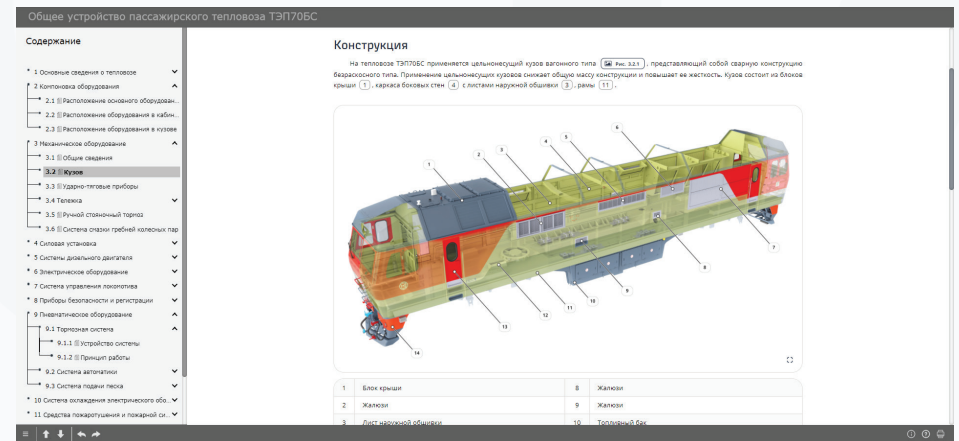 Общее устройство пассажирского тепловоза ТЭП70БС
Содержание
1 Основные сведения о тепловозе
2 Компоновка оборудования
2.1 Расположение основного оборудован...
2.2 Расположение оборудования в кабин...
2.3 Расположение оборудования в кузове
3 Механическое оборудование
3.1 Общие сведения
3.2 Кузов
3.3 Ударно-тяговые приборы
3.4 Тележка
3.5 Ручной стояночный тормоз
3.6 Система смазки гребней колесных пар
4 Силовая установка
5 Системы дизельного двигателя
6 Электрическое оборудование
7 Система управления локомотива
8 Приборы безопасности и регистрации
9 Пневматическое оборудование
9.1 Тормозная система
9.1.1 Устройство системы
9.1.2 Принцип работы
9.2 Система автоматики
9.3 Система подачи песка
10 Система охлаждения электрического обо...
11 Средства пожаротушения и пожарной си...
Конструкция
На тепловозе ТЭП70БС применяется цельнонесущий кузов вагонного типа Рис. 3.2.1 , представляющий собой сварную конструкцию
безраскосного типа. Применение цельнонесущих кузовов снижает общую массу конструкции и повышает ее жесткость. Кузов состоит из блоков
крыши 1 , каркаса боковых стен 4 с листами наружной обшивки 3 , рамы 11 .
1
2
3
4
5
6
7
8
9
10
11
12
13
14
1 Блок крыши 8 Жалюзи
2 Жалюзи 9 Жалюзи
3 Лист наружной обшивки 10 Топливный бак